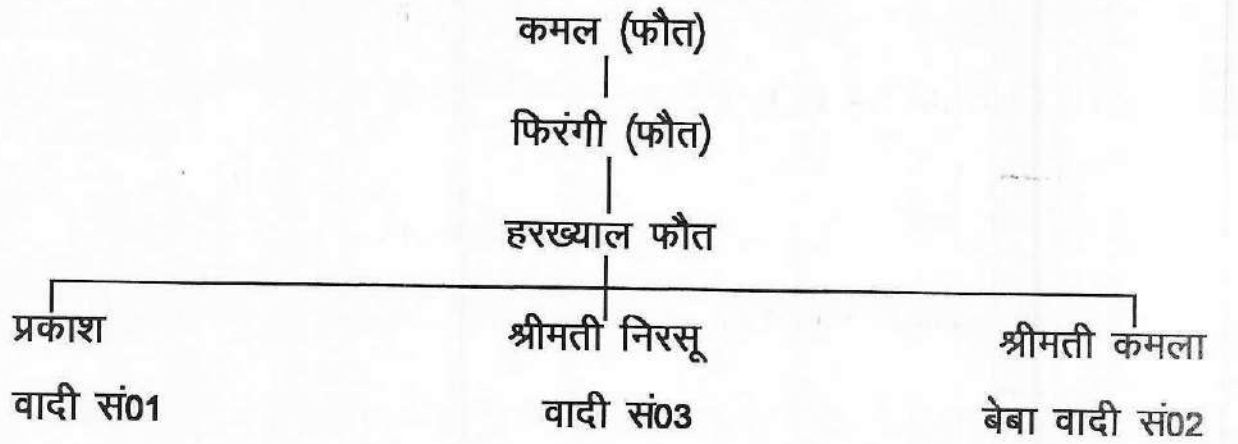 कमल (फौत)
फिरंगी (फौत)
हरख्याल फौत
प्रकाश श्रीमती निरसू श्रीमती कमला
वादी सं01 वादी सं03 बेबा वादी सं02